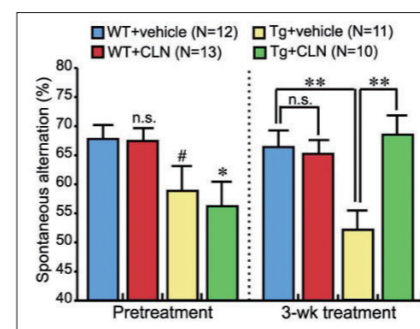 WT+vehicle (N=12) Tg+vehicle (N=11)
WT+CLN (N=13) Tg+CLN (N=10)
Spontaneous alternation (%)
80
75
70
65
60
55
50
45
40
n.s.
#
*
**
**
n.s.
Pretreatment
3-wk treatment